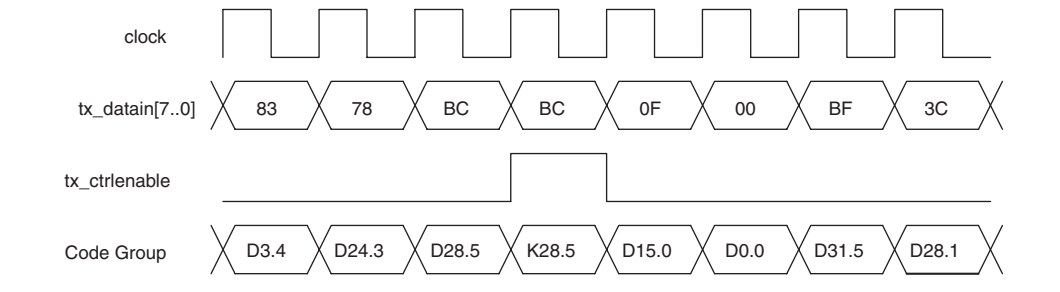 clock
tx_datain[7..0] 83 78 BC BC 0F 00 BF 3C
tx_ctrlenable
Code Group D3.4 D24.3 D28.5 K28.5 D15.0 D0.0 D31.5 D28.1